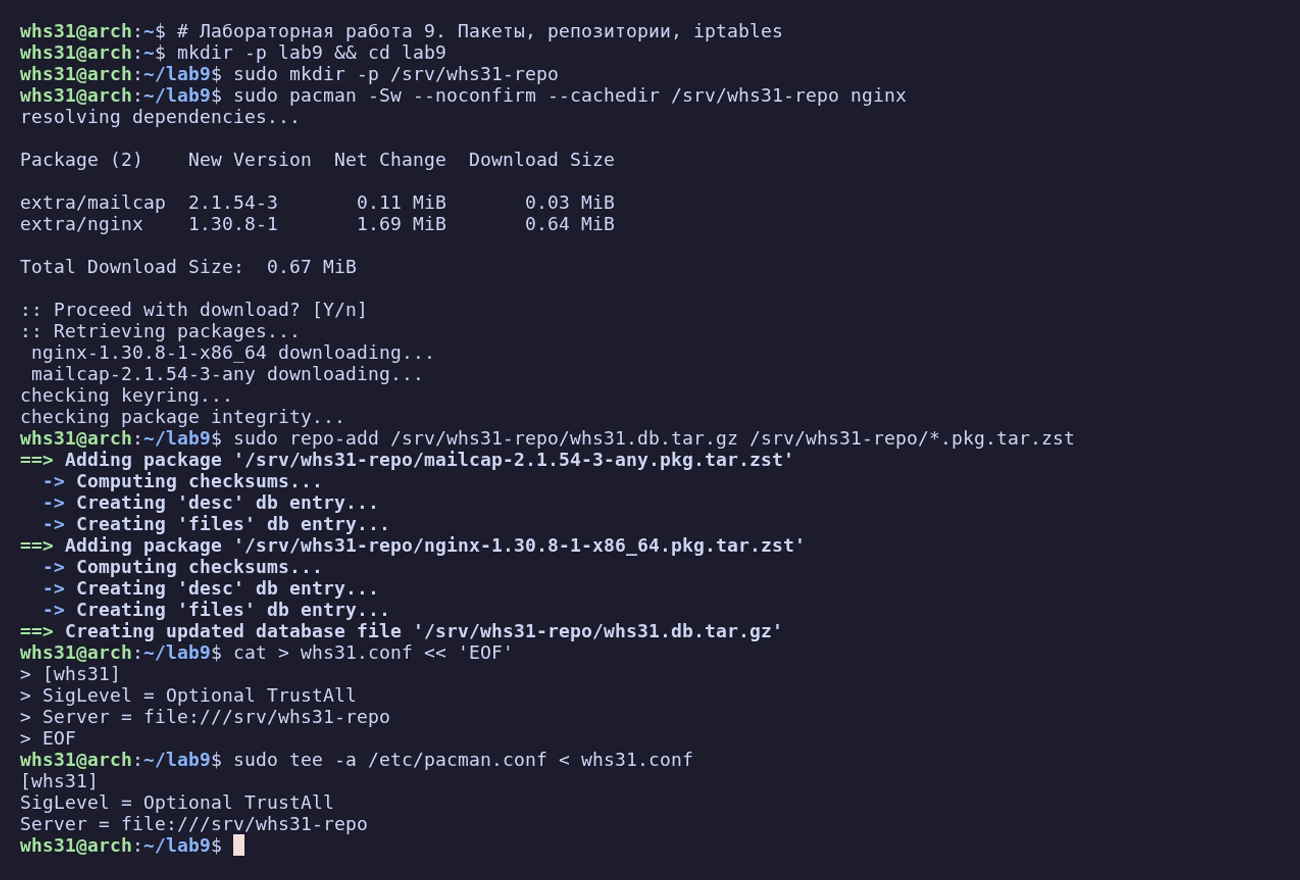 whs31@arch:~$ # Лабораторная работа 9. Пакеты, репозитории, iptables
whs31@arch:~$ mkdir -p lab9 && cd lab9
whs31@arch:~/lab9$ sudo mkdir -p /srv/whs31-repo
whs31@arch:~/lab9$ sudo pacman -Sw --noconfirm --cachedir /srv/whs31-repo nginx
resolving dependencies...

Package (2)    New Version  Net Change  Download Size

extra/mailcap  2.1.54-3       0.11 MiB       0.03 MiB
extra/nginx    1.30.8-1       1.69 MiB       0.64 MiB

Total Download Size:  0.67 MiB

:: Proceed with download? [Y/n]
:: Retrieving packages...
 nginx-1.30.8-1-x86_64 downloading...
 mailcap-2.1.54-3-any downloading...
checking keyring...
checking package integrity...
whs31@arch:~/lab9$ sudo repo-add /srv/whs31-repo/whs31.db.tar.gz /srv/whs31-repo/*.pkg.tar.zst
==> Adding package '/srv/whs31-repo/mailcap-2.1.54-3-any.pkg.tar.zst'
  -> Computing checksums...
  -> Creating 'desc' db entry...
  -> Creating 'files' db entry...
==> Adding package '/srv/whs31-repo/nginx-1.30.8-1-x86_64.pkg.tar.zst'
  -> Computing checksums...
  -> Creating 'desc' db entry...
  -> Creating 'files' db entry...
==> Creating updated database file '/srv/whs31-repo/whs31.db.tar.gz'
whs31@arch:~/lab9$ cat > whs31.conf << 'EOF'
> [whs31]
> SigLevel = Optional TrustAll
> Server = file:///srv/whs31-repo
> EOF
whs31@arch:~/lab9$ sudo tee -a /etc/pacman.conf < whs31.conf
[whs31]
SigLevel = Optional TrustAll
Server = file:///srv/whs31-repo
whs31@arch:~/lab9$